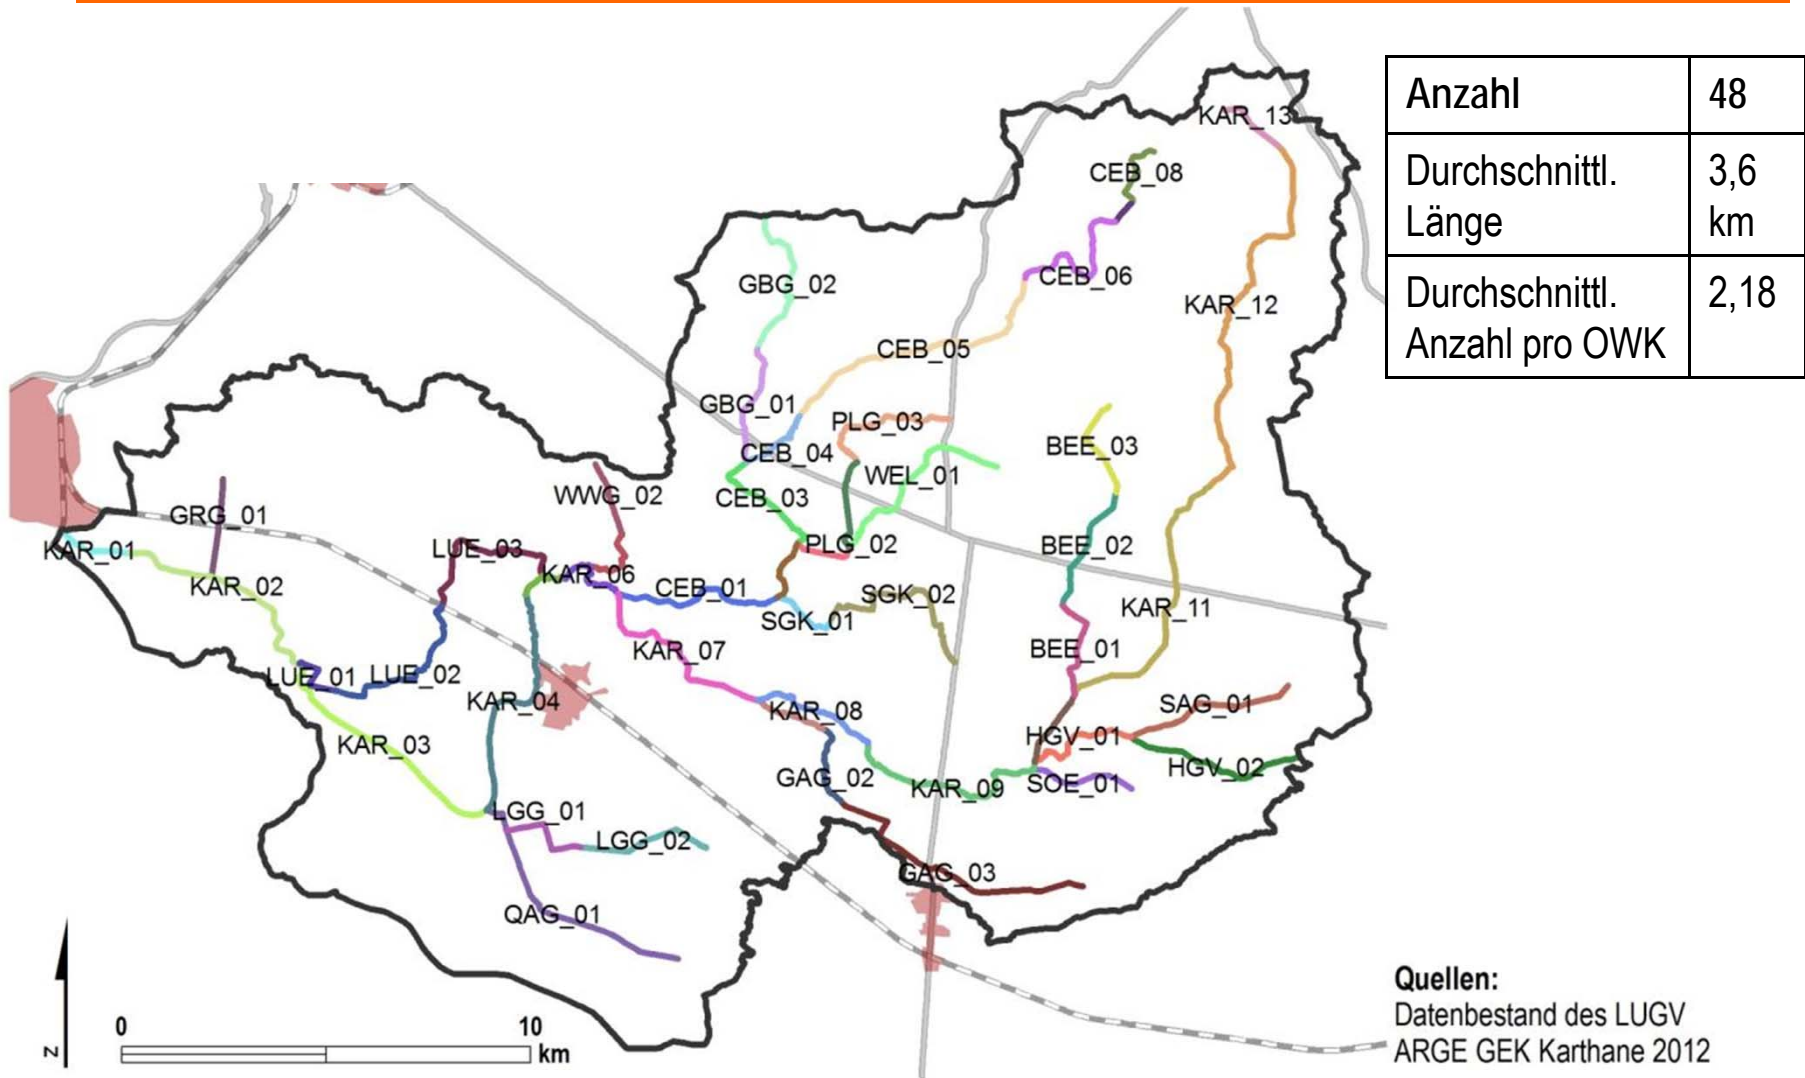 Anzahl 48
Durchschnittl. 3,6
Länge km
Durchschnittl. 2,18
Anzahl pro OWK
KAR_13
CEB_08
CEB_06
GBG_02
KAR_12
CEB_05
GBG_01
PLG_03
BEE_03
CEB_04
WEL_01
WWG_02
CEB_03
GRG_01
KAR_01
LUE_03
PLG_02
BEE_02
KAR_02
KAR_06
CEB_01
SGK_02
KAR_11
SGK_01
KAR_07
BEE_01
LUE_01
LUE_02
KAR_04
SAG_01
KAR_08
KAR_03
HGV_01
HGV_02
GAG_02
KAR_09
SOE_01
LGG_01
LGG_02
GAG_03
QAG_01
N
0 10
km
Quellen:
Datenbestand des LUGV
ARGE GEK Karthane 2012